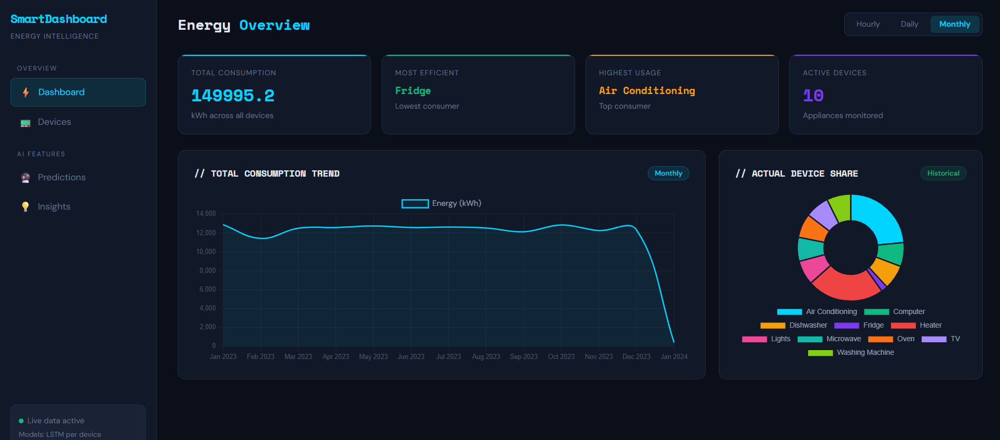 SmartDashboard
ENERGY INTELLIGENCE
OVERVIEW
Dashboard
Devices
AI FEATURES
Predictions
Insights
Live data active
Models: LSTM per device
Energy Overview
Hourly Daily Monthly
TOTAL CONSUMPTION
149995.2
kWh across all devices
MOST EFFICIENT
Fridge
Lowest consumer
HIGHEST USAGE
Air Conditioning
Top consumer
ACTIVE DEVICES
10
Appliances monitored
// TOTAL CONSUMPTION TREND
Monthly
Energy (kWh)
14,000
12,000
10,000
8,000
6,000
4,000
2,000
0
Jan 2023 Feb 2023 Mar 2023 Apr 2023 May 2023 Jun 2023 Jul 2023 Aug 2023 Sep 2023 Oct 2023 Nov 2023 Dec 2023 Jan 2024
// ACTUAL DEVICE SHARE
Historical
Air Conditioning Computer
Dishwasher Fridge Heater
Lights Microwave Oven TV
Washing Machine